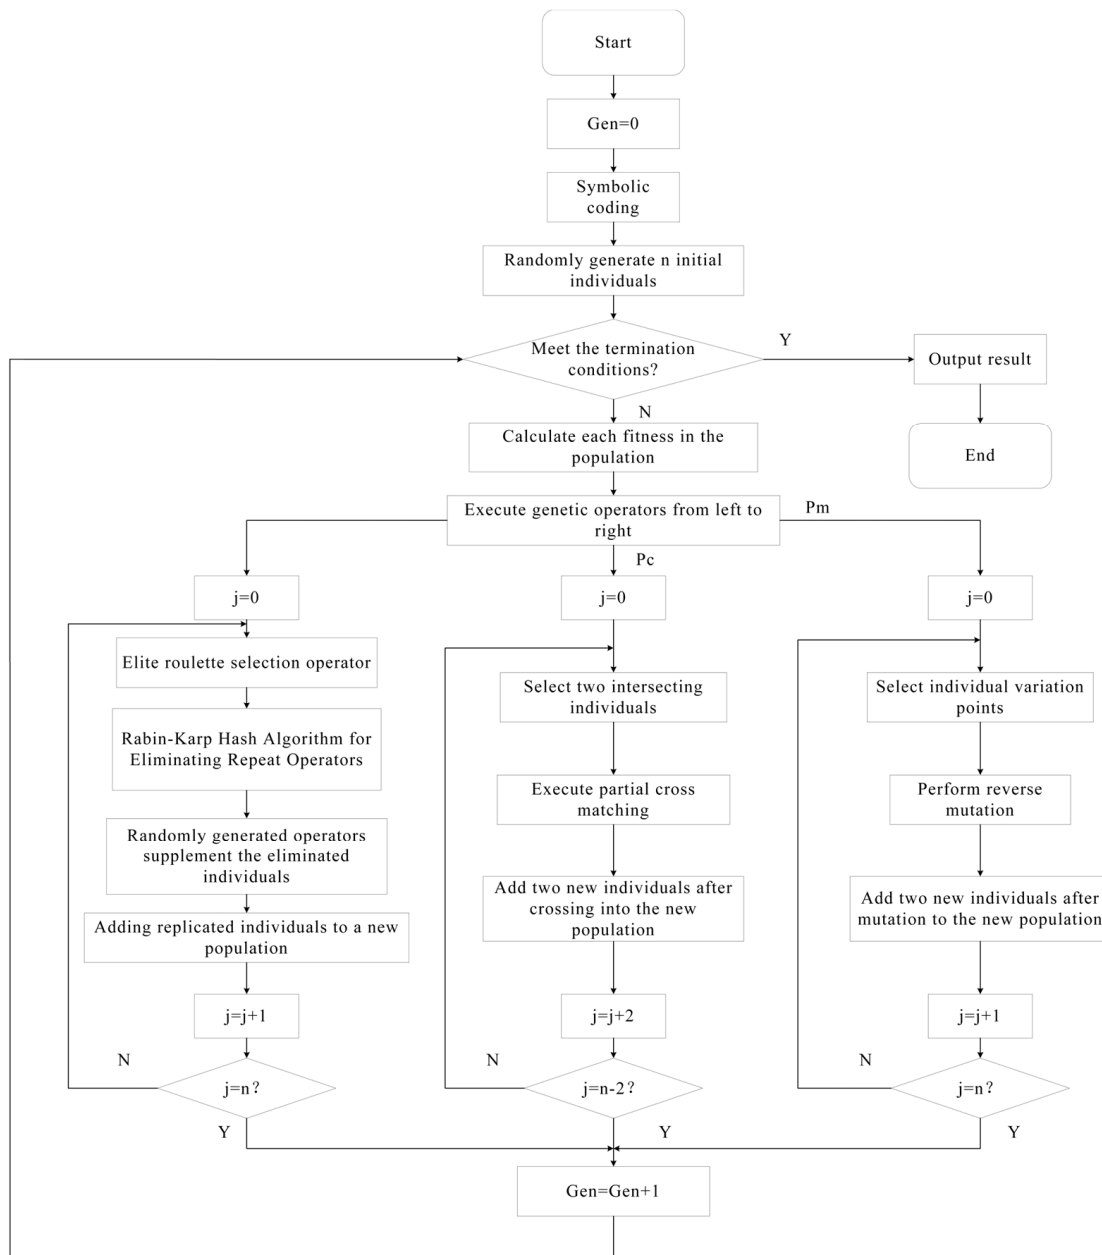 Start
Gen=0
Symbolic
coding
Randomly generate n initial
individuals
Meet the termination
conditions?
Y
Output result
End
N
Calculate each fitness in the
population
Execute genetic operators from left to
right
Pm
Pc
j=0
j=0
j=0
Elite roulette selection operator
Rabin-Karp Hash Algorithm for
Eliminating Repeat Operators
Randomly generated operators
supplement the eliminated
individuals
Adding replicated individuals to a new
population
j=j+1
N
j=n?
Y
Select two intersecting
individuals
Execute partial cross
matching
Add two new individuals after
crossing into the new
population
j=j+2
N
j=n-2?
Y
Select individual variation
points
Perform reverse
mutation
Add two new individuals after
mutation to the new population
j=j+1
N
j=n?
Y
Gen=Gen+1